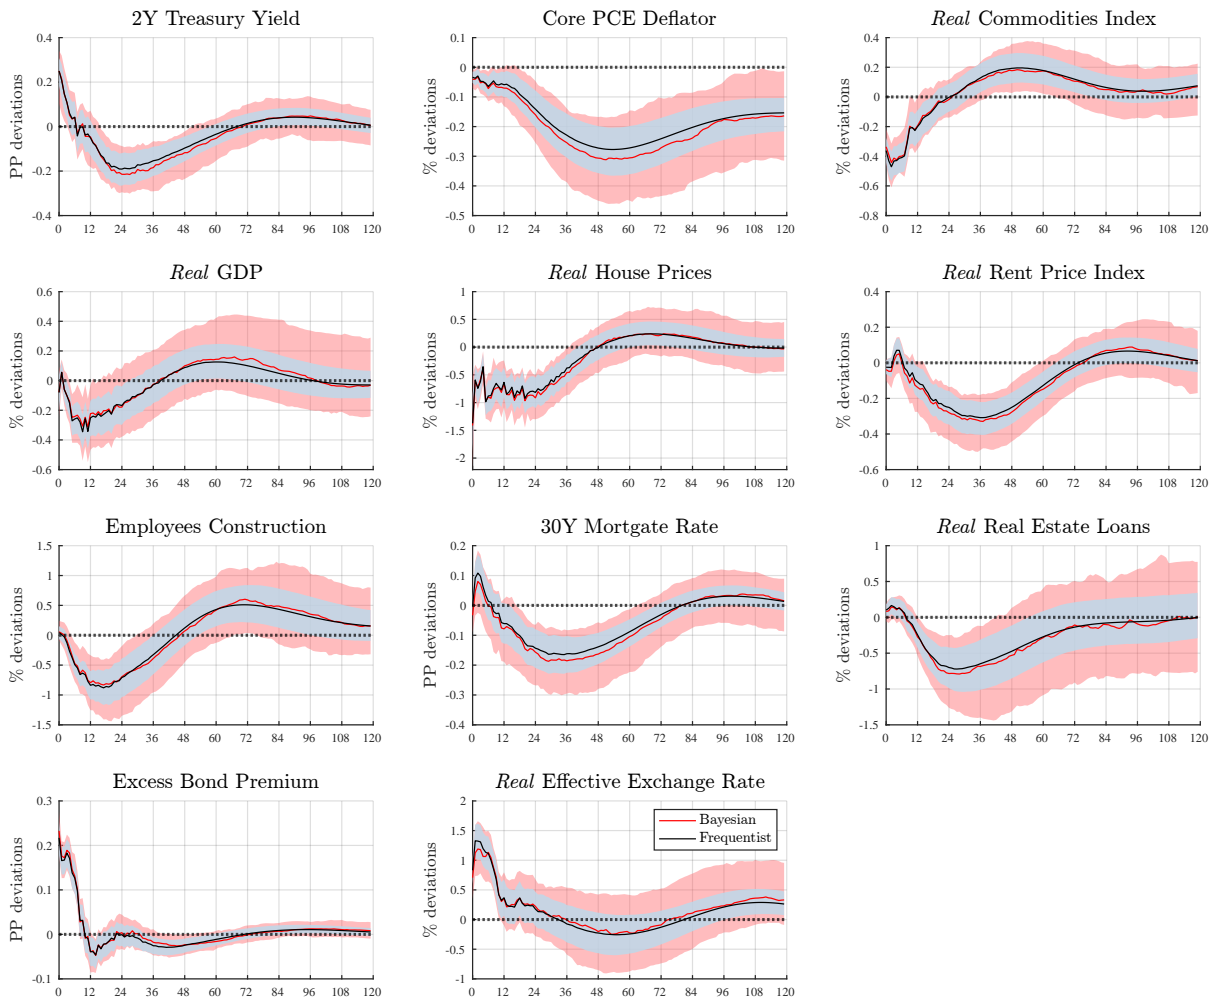 2Y Treasury Yield
PP deviations
0.4
0.2
0
-0.2
-0.4
0 12 24 36 48 60 72 84 96 108 120
Core PCE Deflator
% deviations
0.1
0
-0.1
-0.2
-0.3
-0.4
-0.5
0 12 24 36 48 60 72 84 96 108 120
Real Commodities Index
% deviations
0.4
0.2
0
-0.2
-0.4
-0.6
-0.8
0 12 24 36 48 60 72 84 96 108 120
Real GDP
% deviations
0.6
0.4
0.2
0
-0.2
-0.4
-0.6
0 12 24 36 48 60 72 84 96 108 120
Real House Prices
% deviations
1
0.5
0
-0.5
-1
-1.5
-2
0 12 24 36 48 60 72 84 96 108 120
Real Rent Price Index
% deviations
0.4
0.2
0
-0.2
-0.4
-0.6
0 12 24 36 48 60 72 84 96 108 120
Employees Construction
% deviations
1.5
1
0.5
0
-0.5
-1
-1.5
0 12 24 36 48 60 72 84 96 108 120
30Y Mortgate Rate
PP deviations
0.2
0.1
0
-0.1
-0.2
-0.3
-0.4
0 12 24 36 48 60 72 84 96 108 120
Real Real Estate Loans
% deviations
1
0.5
0
-0.5
-1
-1.5
0 12 24 36 48 60 72 84 96 108 120
Excess Bond Premium
PP deviations
0.3
0.2
0.1
0
-0.1
0 12 24 36 48 60 72 84 96 108 120
Real Effective Exchange Rate
% deviations
2
1.5
1
0.5
0
-0.5
-1
0 12 24 36 48 60 72 84 96 108 120
Bayesian
Frequentist